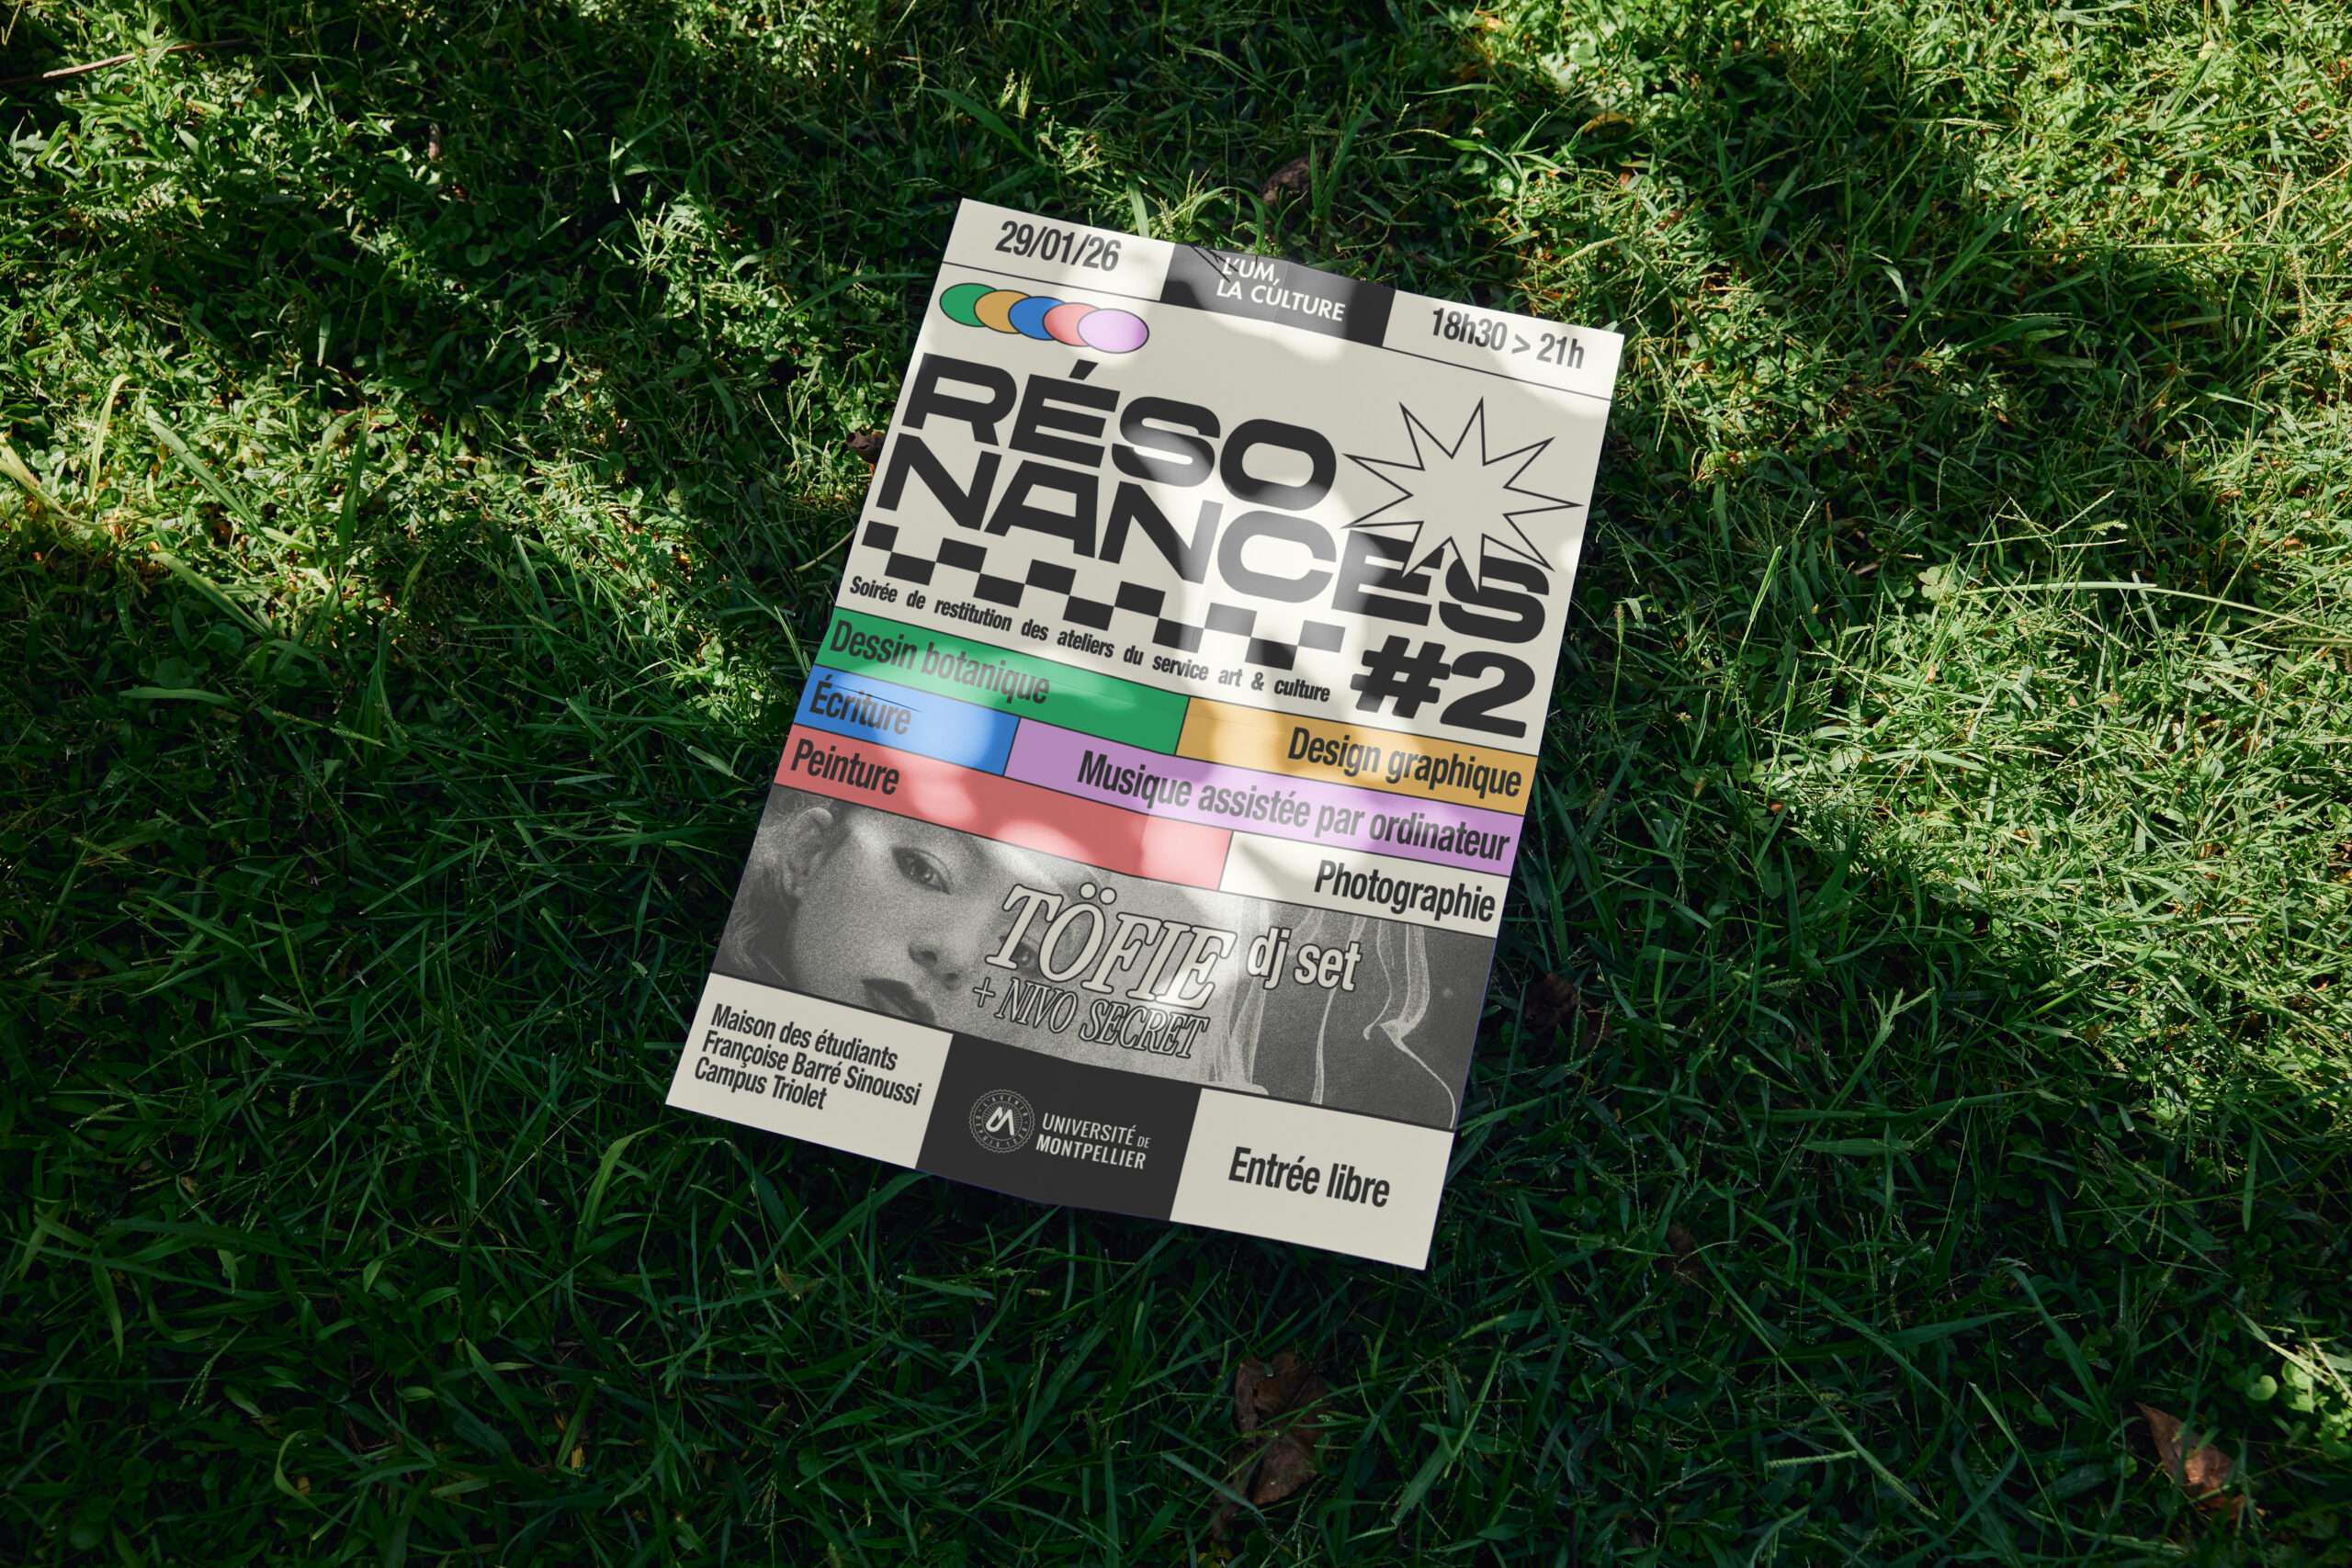 29/01/26
L'UM,
LA CULTURE
18h30 > 21h
RÉSO
NANCES
#2
Soirée de restitution des ateliers du service art & culture
Dessin botanique
Design graphique
Écriture
Musique assistée par ordinateur
Peinture
Photographie
TÖFIE dj set
+ NIVO SECRET
Maison des étudiants
Françoise Barré Sinoussi
Campus Triolet
UNIVERSITÉ DE
MONTPELLIER
Entrée libre